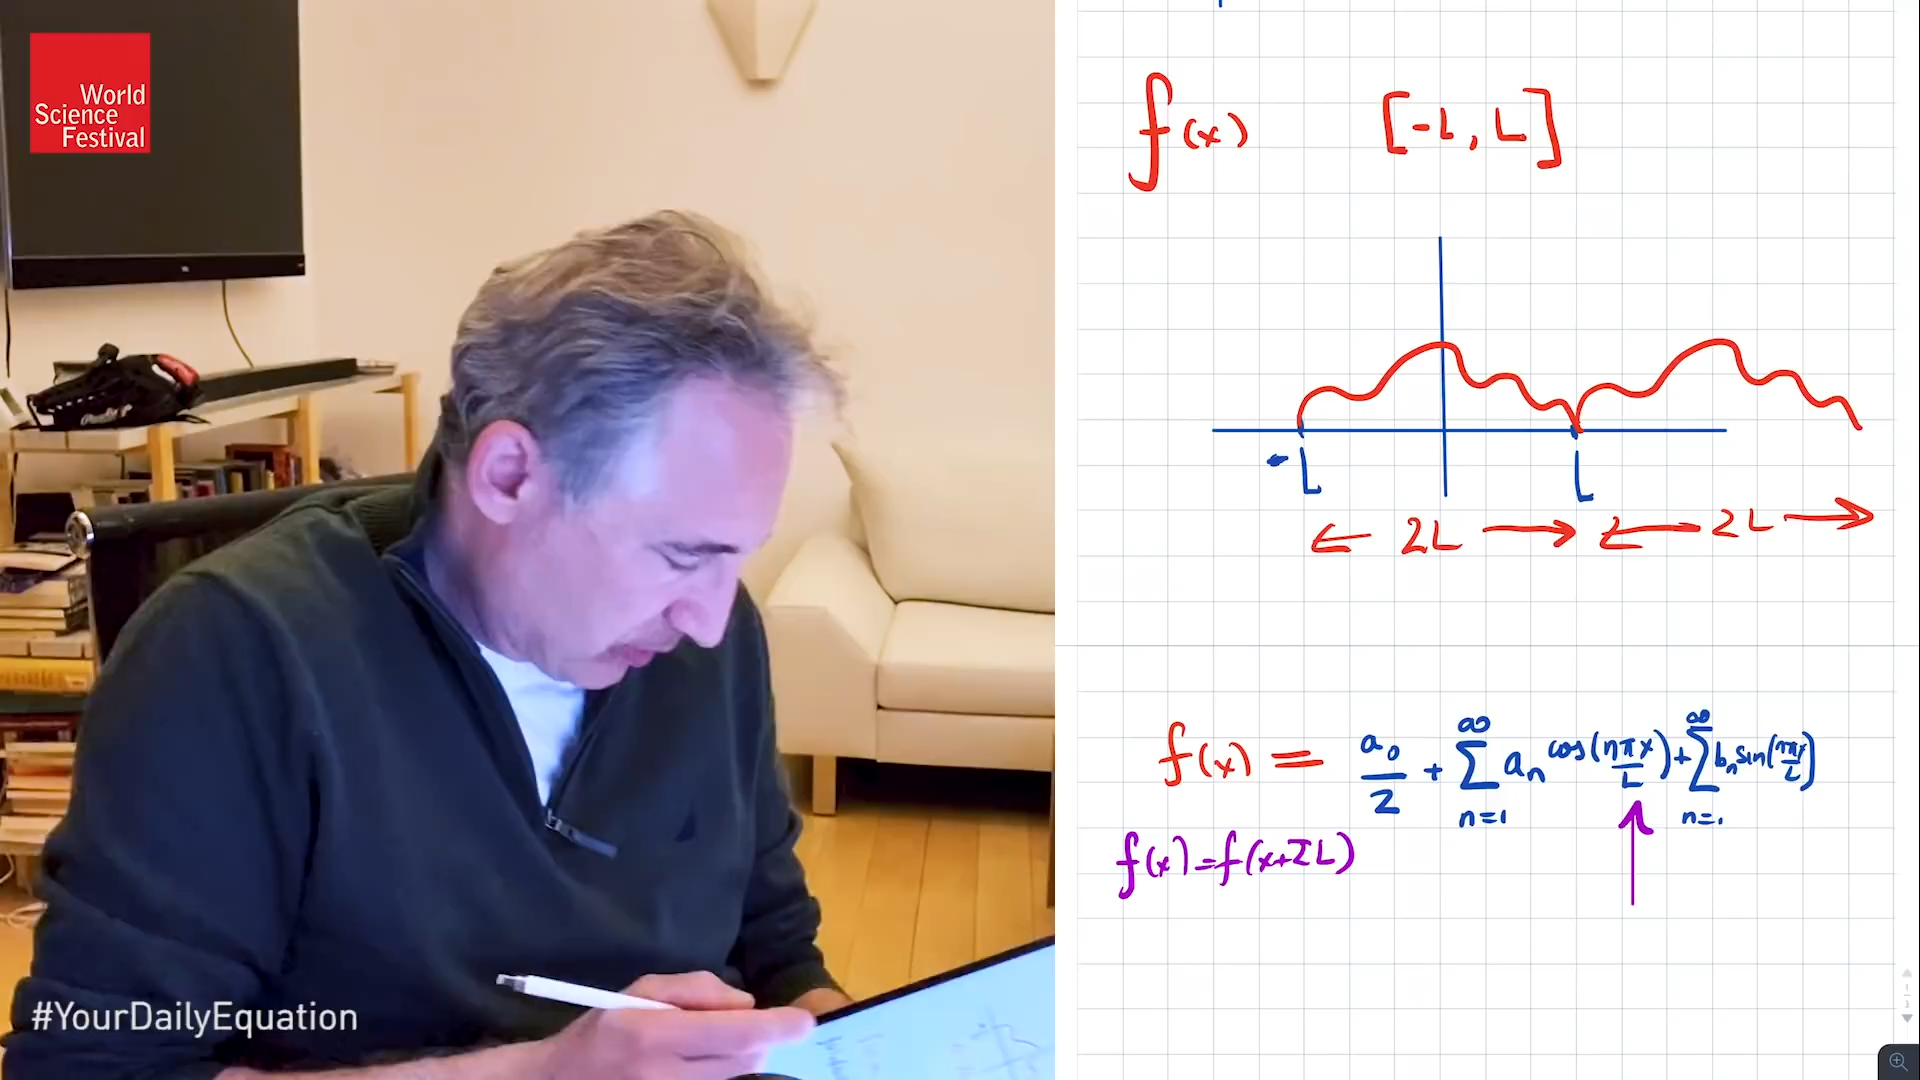 World
Science
Festival
#YourDailyEquation
f(x) [-L, L]
-L L
← 2L → ← 2L →
f(x) = a₀/2 + ∑ₙ₌₁^∞ aₙ cos(nπx/L) + ∑ₙ₌₁^∞ bₙ sin(nπx/L)
f(x)=f(x+2L)